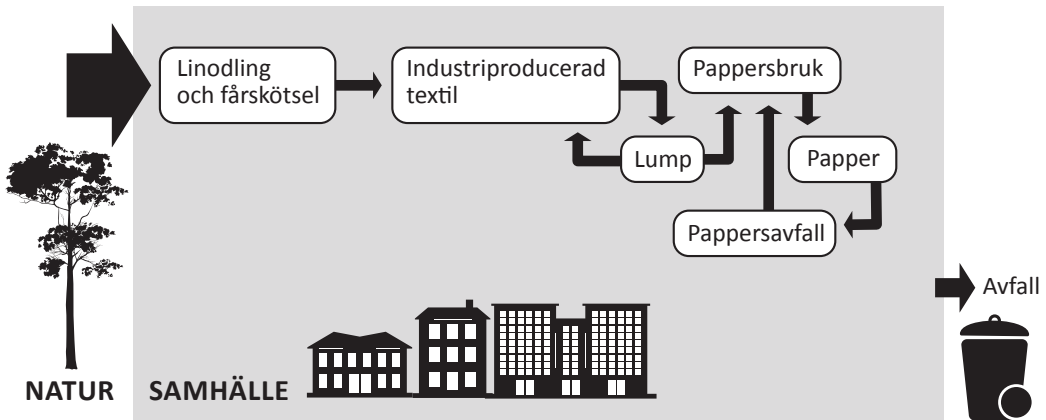 Linodling
och fårskötsel
Industriproducerad
textil
Pappersbruk
Lump
Papper
Pappersavfall
Avfall
NATUR
SAMHÄLLE